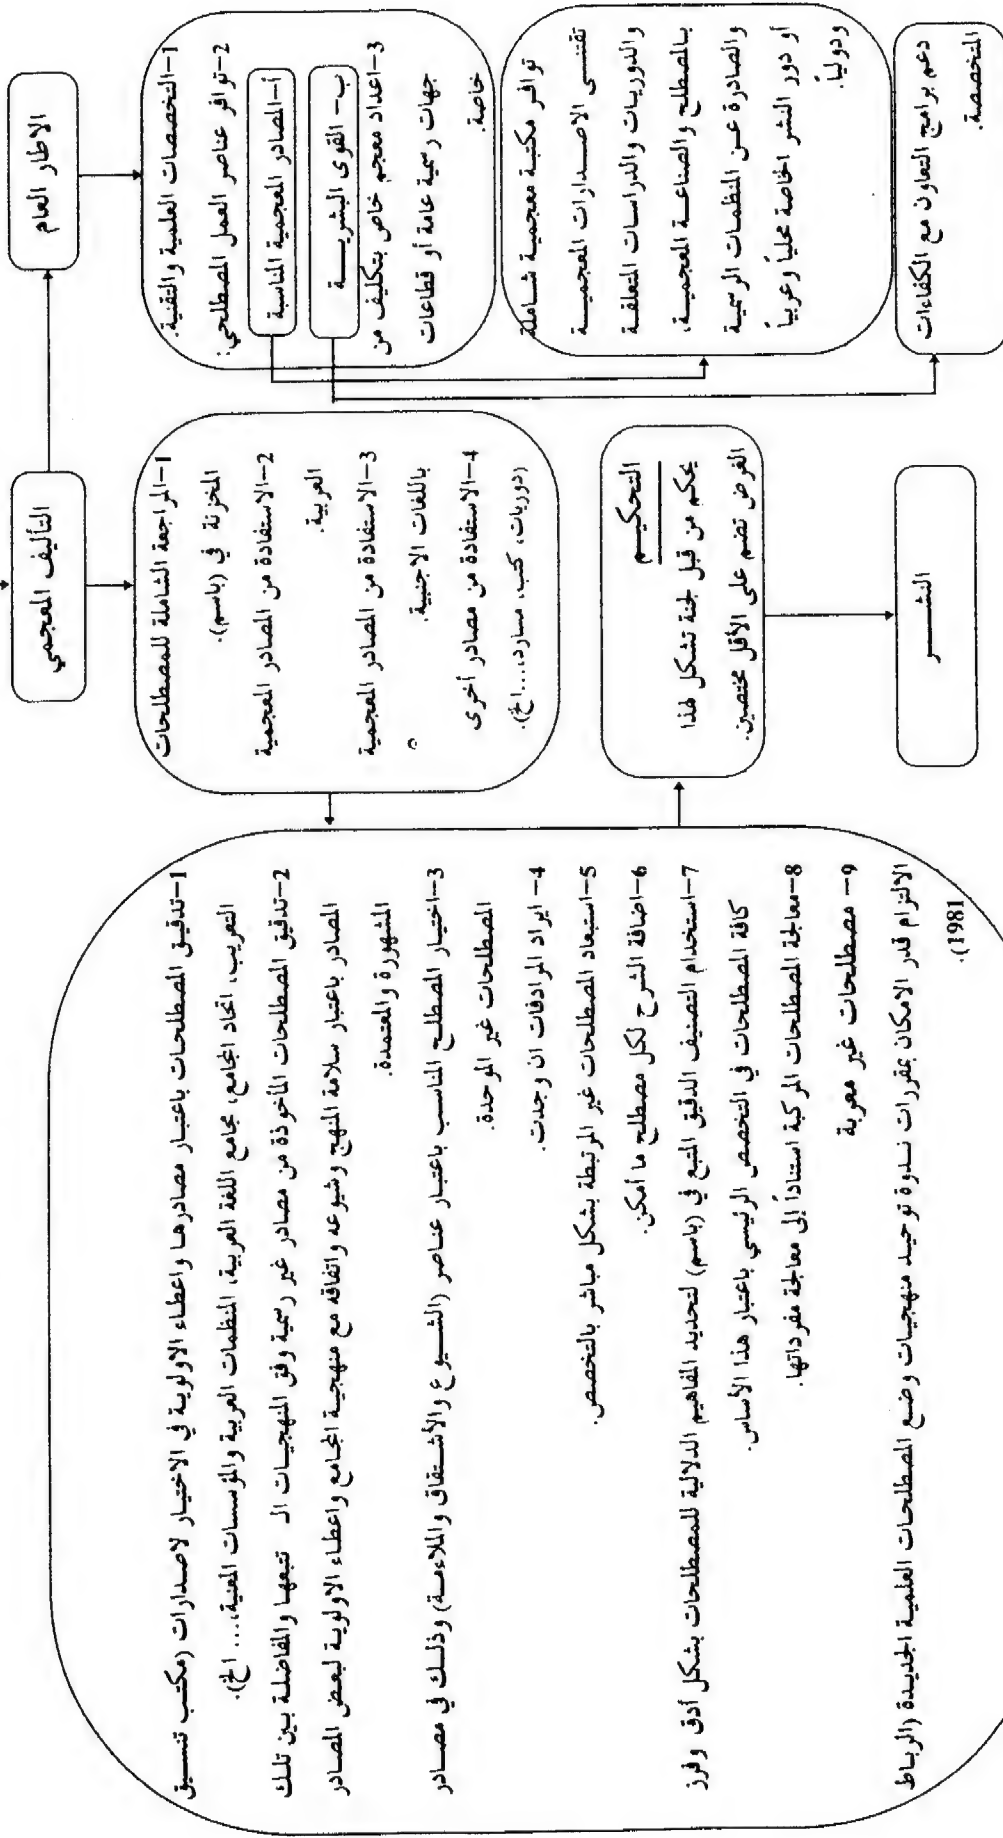 التأليف المعجمي
الاطار العام
1-التخصصات العلمية والتقنية.
2-توافر عناصر العمل المصطلحي:
أ-المصادر المعجمية المناسبة
ب- القوى البشريـــة
3-اعداد معجم خاص بتكليف من
جهات رسمية عامة أو قطاعات
خاصة.
توافر مكتبة معجمية شاملة
تقتنى الاصدارات المعجمية
والدوريات والدراسات المتعلقة
بالمصطلح والصناعة المعجمية،
والصادرة عن المنظمات الرسمية
أو دور النشر الخاصة محلياً وعربياً
ودولياً.
دعم برامج التعاون مع الكفاءات
المتخصصة.
1-المراجعة الشاملة للمصطلحات
المخزنة في (باسم).
2-الاستفادة من المصادر المعجمية
العربية.
3-الاستفادة من المصادر المعجمية
باللغات الاجنبية.
4-الاستفادة من مصادر أخرى
(دوريات، كتب، مسارد،...الخ).
1-تدقيق المصطلحات باعتبار مصادرها واعطاء الاولوية في الاختيار لاصدارات (مكتب تنسيق
التعريب، اتحاد المجامع، مجامع اللغة العربية، المنظمات العربية والمؤسسات المعنية،... الخ).
2-تدقيق المصطلحات المأخوذة من مصادر غير رسمية وفق المنهجيات الـ تتبعها والمفاضلة بين تلك
المصادر باعتبار سلامة المنهج وشيوعه واتفاقه مع منهجية المجامع واعطاء الاولوية لبعض المصادر
المشهورة والمعتمدة.
3-اختيار المصطلح المناسب باعتبار عناصر (الشيوع والأشتقاق والملاءمة) وذلك في مصادر
المصطلحات غير الموحدة.
4- ايراد المرادفات ان وجدت.
5-استبعاد المصطلحات غير المرتبطة بشكل مباشر بالتخصص.
6-اضافة الشرح لكل مصطلح ما أمكن.
7-استخدام التصنيف الدقيق المتبع في (باسم) لتحديد المفاهيم الدلالية للمصطلحات بشكل أدق وفرز
كافة المصطلحات في التخصص الرئيسي باعتبار هذا الأساس.
8-معالجة المصطلحات المركبة استناداً إلى معالجة مفرداتها.
9- مصطلحات غير معربة
الالتزام قدر الامكان بمقررات ندوة توحيد منهجيات وضع المصطلحات العلمية الجديدة (الرباط
1981).
التحكيـــم
يحكم من قبل لجنة تشكل لهذا
الغرض تضم على الأقل مختصين.
النشـــر